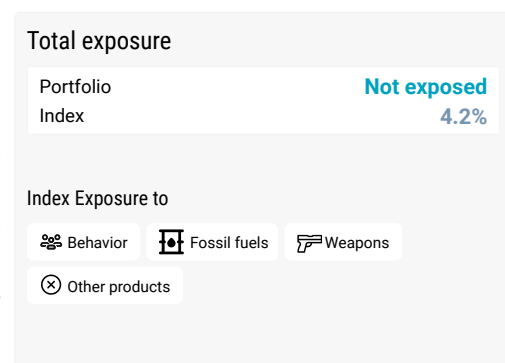 Total exposure
Portfolio Not exposed
Index 4.2%
Index Exposure to
Behavior Fossil fuels Weapons
Other products